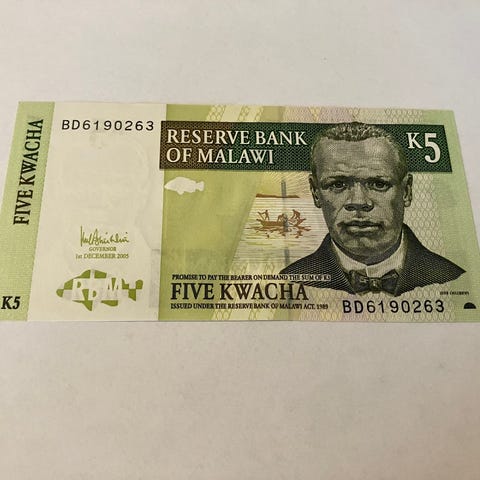 FIVE KWACHA
K5
BD6190263
GOVERNOR
1ST DECEMBER 2005
RBM
RESERVE BANK
OF MALAWI
K5
PROMISE TO PAY THE BEARER ON DEMAND THE SUM OF K5
FIVE KWACHA
ISSUED UNDER THE RESERVE BANK OF MALAWI ACT. 1989
BD6190263